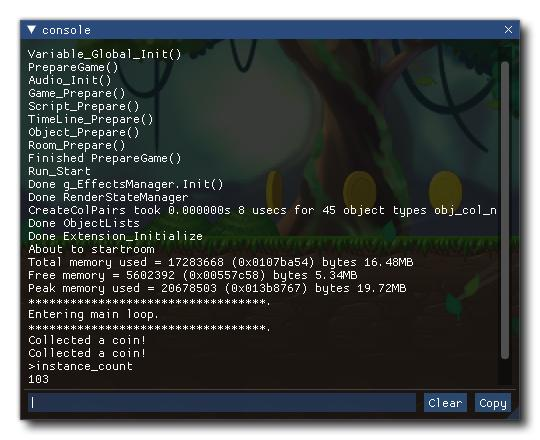 ▼ console ×
Variable_Global_Init()
PrepareGame()
Audio_Init()
Game_Prepare()
Script_Prepare()
TimeLine_Prepare()
Object_Prepare()
Room_Prepare()
Finished PrepareGame()
Run_Start
Done g_EffectsManager.Init()
Done RenderStateManager
CreateColPairs took 0.000000s 8 usecs for 45 object types obj_col_n
Done ObjectLists
Done Extension_Initialize
About to startroom
Total memory used = 17283668 (0x0107ba54) bytes 16.48MB
Free memory = 5602392 (0x00557c58) bytes 5.34MB
Peak memory used = 20678503 (0x013b8767) bytes 19.72MB
**********************************.
Entering main loop.
**********************************.
Collected a coin!
Collected a coin!
>instance_count
103
Clear Copy